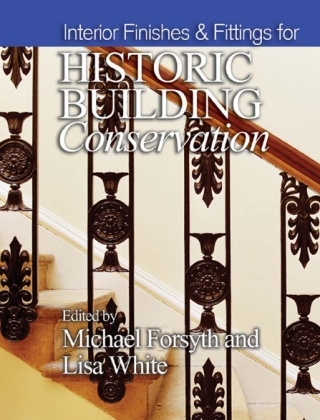 Interior Finishes & Fittings for
HISTORIC
BUILDING
Conservation
Edited by
Michael Forsyth and
Lisa White